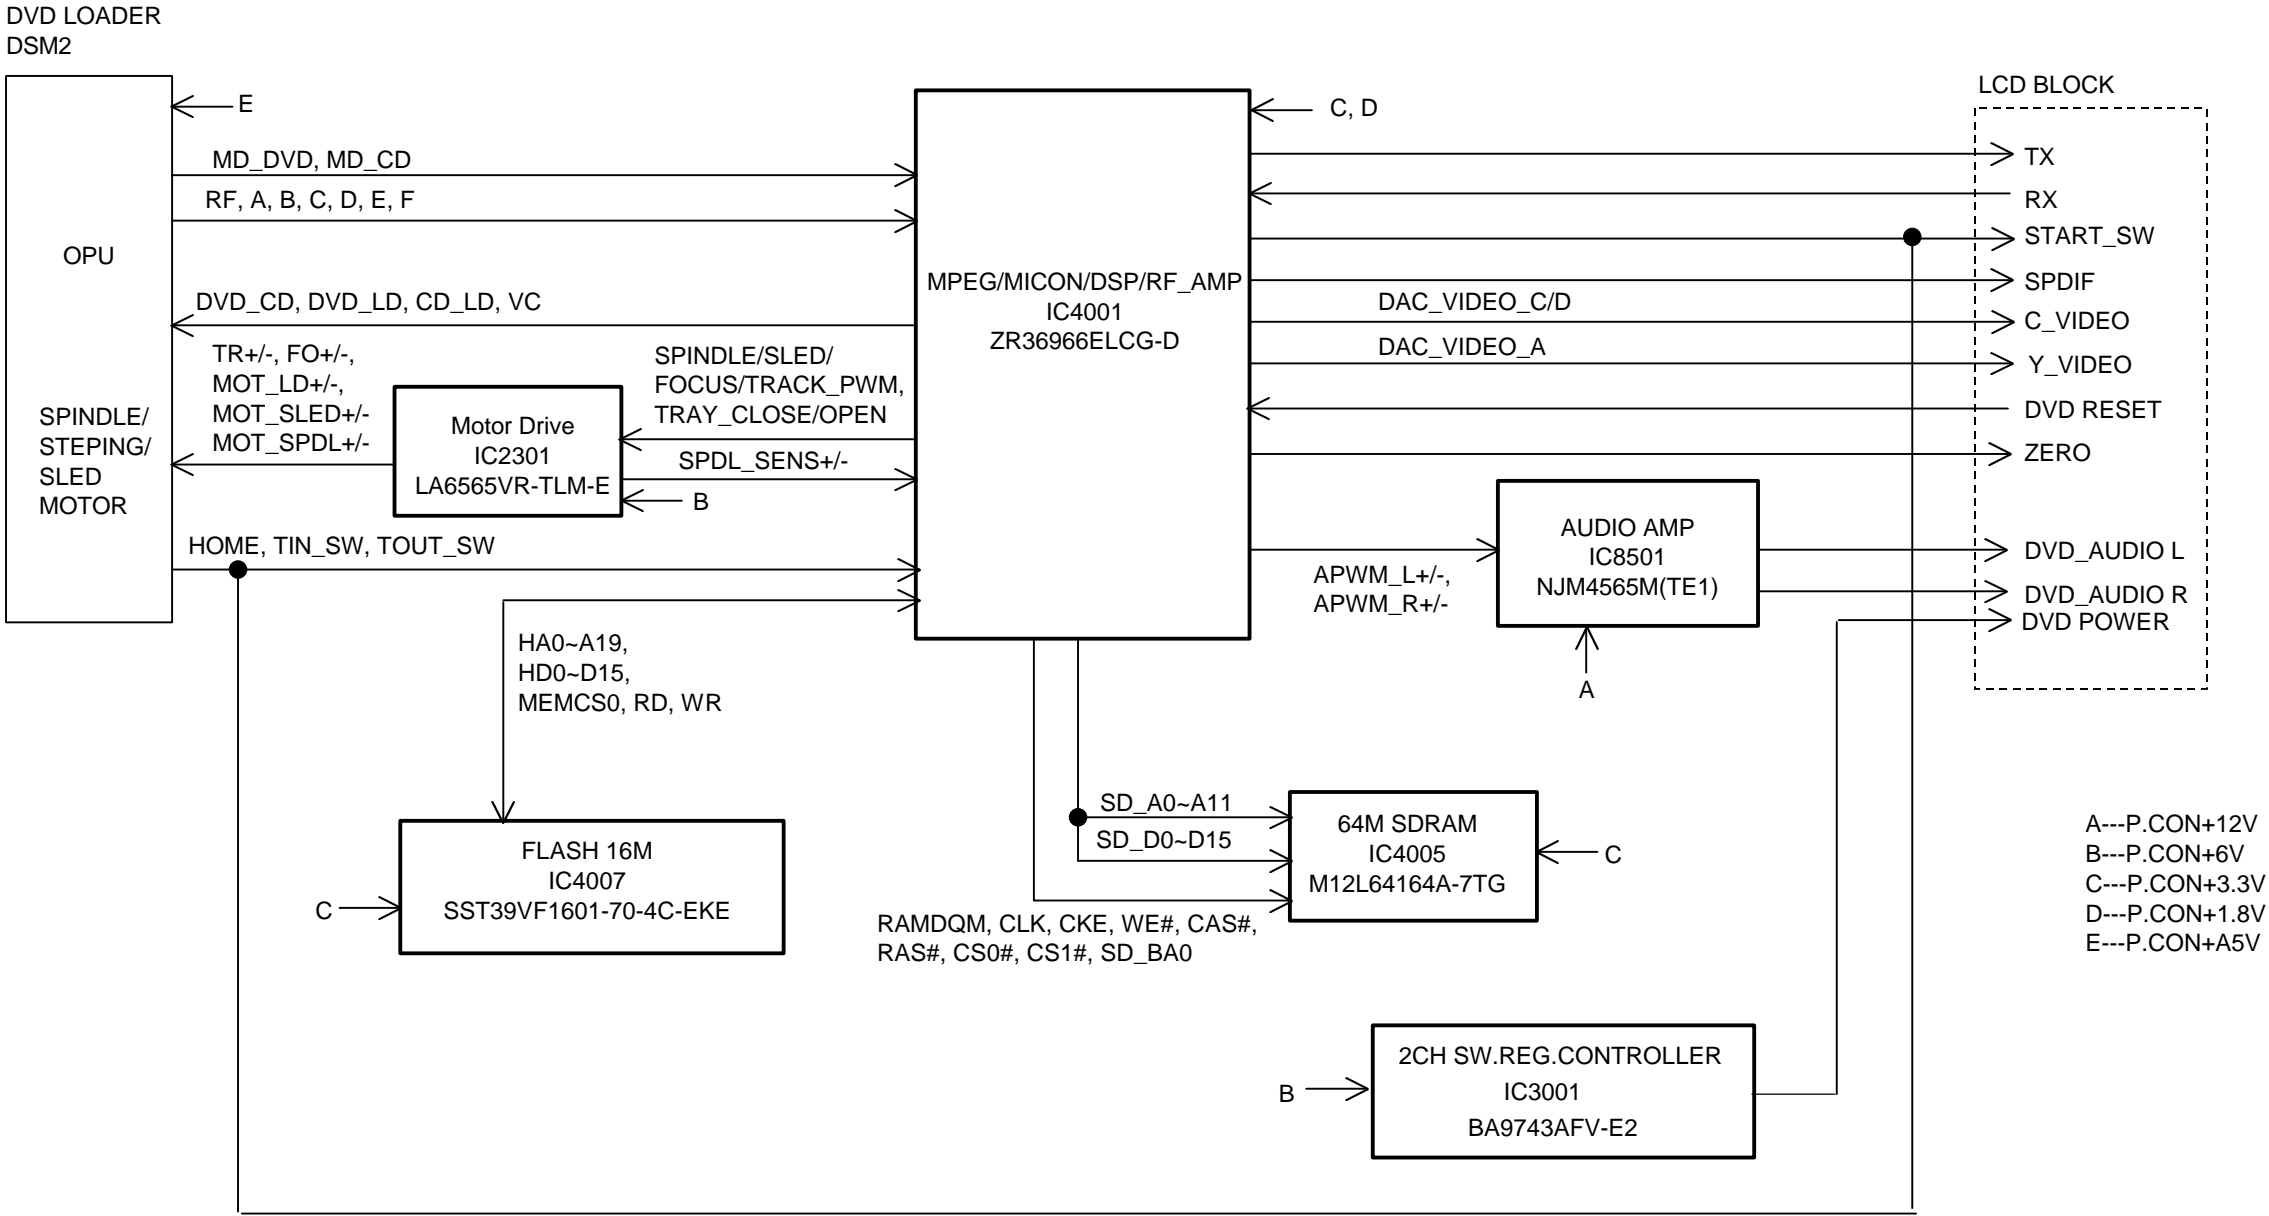 DVD LOADER
DSM2
LCD BLOCK
E
C, D
MD_DVD, MD_CD
TX
RF, A, B, C, D, E, F
RX
START_SW
OPU
MPEG/MICON/DSP/RF_AMP
IC4001
ZR36966ELCG-D
SPDIF
DVD_CD, DVD_LD, CD_LD, VC
DAC_VIDEO_C/D
C_VIDEO
DAC_VIDEO_A
Y_VIDEO
TR+/-, FO+/-,
MOT_LD+/-,
MOT_SLED+/-
MOT_SPDL+/-
SPINDLE/SLED/
FOCUS/TRACK_PWM,
TRAY_CLOSE/OPEN
DVD RESET
SPINDLE/
STEPING/
SLED
MOTOR
Motor Drive
IC2301
LA6565VR-TLM-E
SPDL_SENS+/-
B
ZERO
HOME, TIN_SW, TOUT_SW
AUDIO AMP
IC8501
NJM4565M(TE1)
APWM_L+/-,
APWM_R+/-
DVD_AUDIO L
DVD_AUDIO R
DVD POWER
A
HA0~A19,
HD0~D15,
MEMCS0, RD, WR
SD_A0~A11
SD_D0~D15
64M SDRAM
IC4005
M12L64164A-7TG
C
FLASH 16M
IC4007
SST39VF1601-70-4C-EKE
C
RAMDQM, CLK, CKE, WE#, CAS#,
RAS#, CS0#, CS1#, SD_BA0
A---P.CON+12V
B---P.CON+6V
C---P.CON+3.3V
D---P.CON+1.8V
E---P.CON+A5V
2CH SW.REG.CONTROLLER
IC3001
BA9743AFV-E2
B